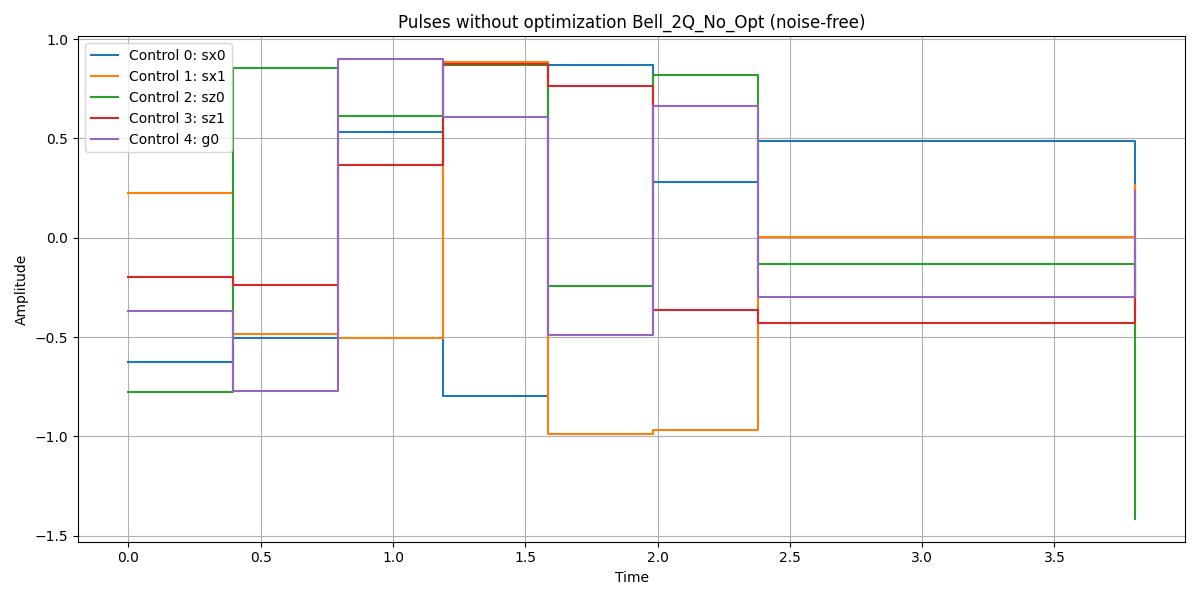 Pulses without optimization Bell_2Q_No_Opt (noise-free)
Control 0: sx0
Control 1: sx1
Control 2: sz0
Control 3: sz1
Control 4: g0
Amplitude
1.0
0.5
0.0
−0.5
−1.0
−1.5
0.0 0.5 1.0 1.5 2.0 2.5 3.0 3.5
Time